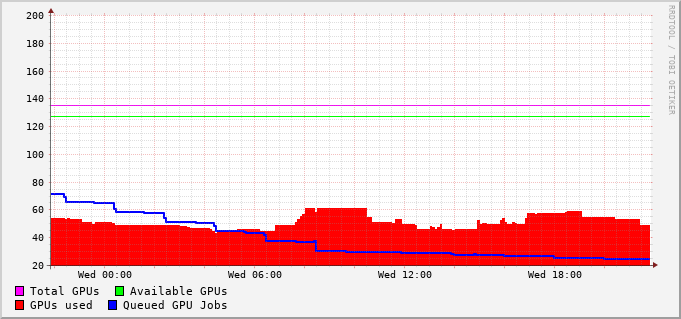 RRDTOOL / TOBI OETIKER
200
180
160
140
120
100
80
60
40
20
Wed 00:00 Wed 06:00 Wed 12:00 Wed 18:00
Total GPUs Available GPUs
GPUs used Queued GPU Jobs